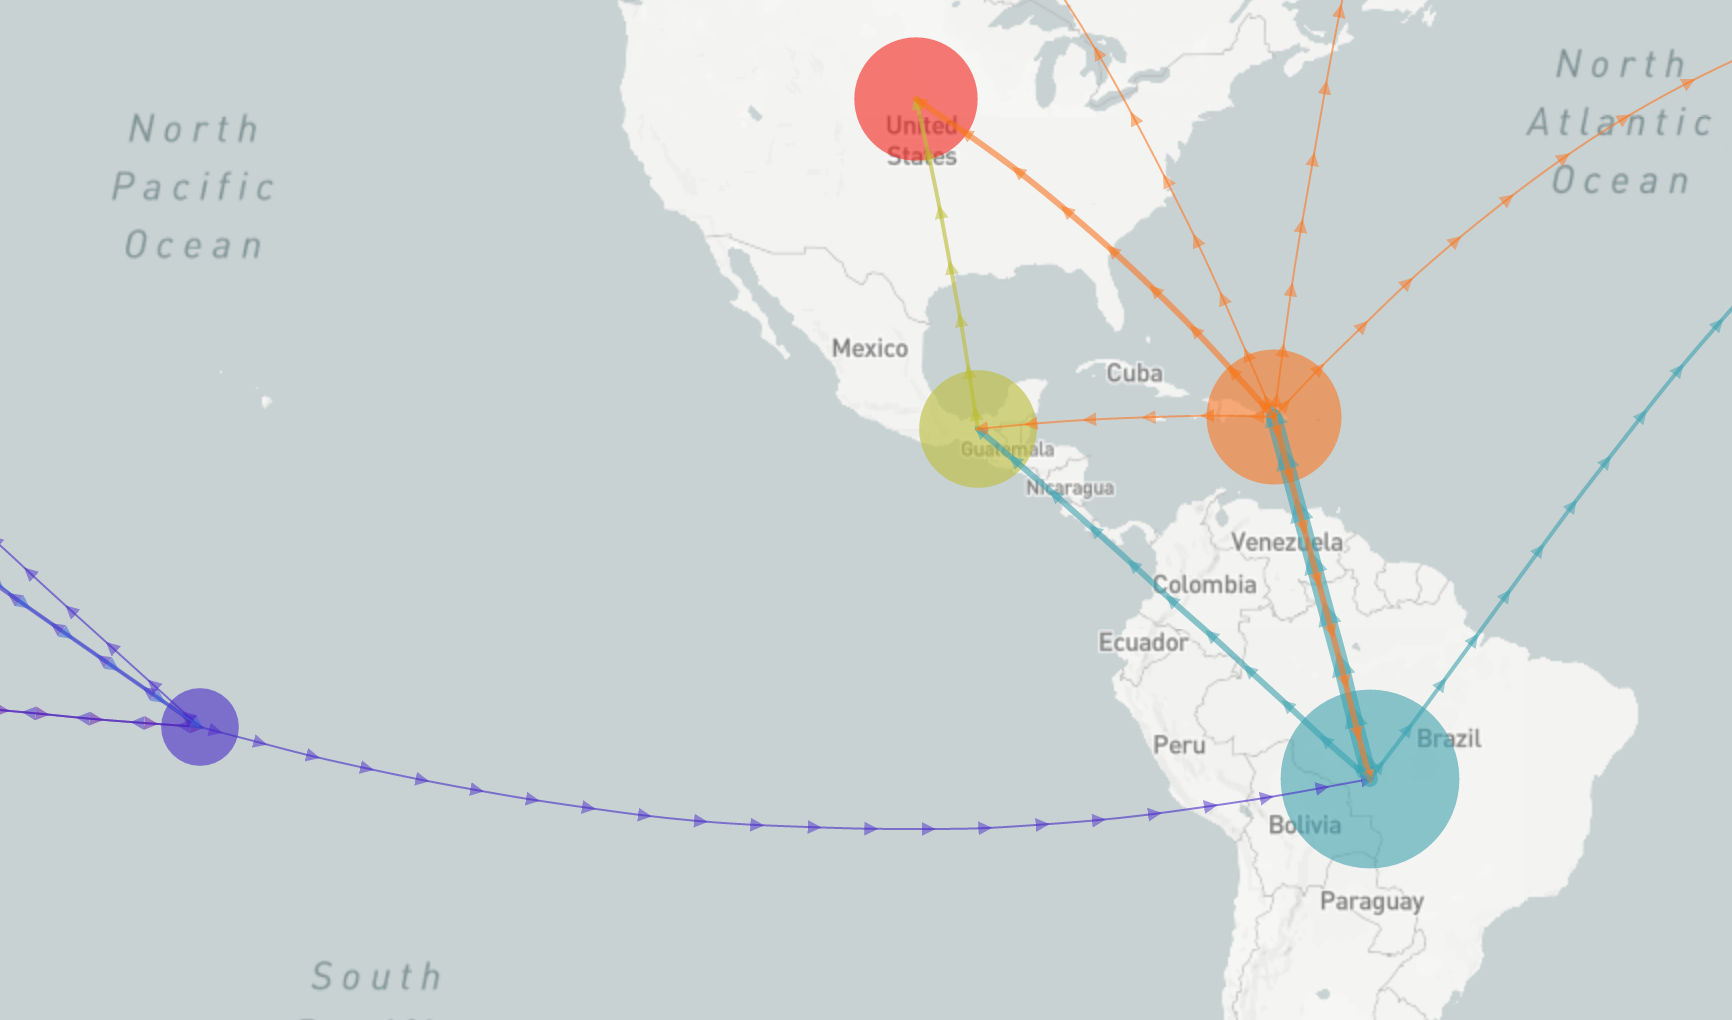 North
Atlantic
Ocean
North
Pacific
Ocean
United
States
Mexico
Cuba
Guatemala
Nicaragua
Venezuela
Colombia
Ecuador
Peru
Brazil
Bolivia
Paraguay
South